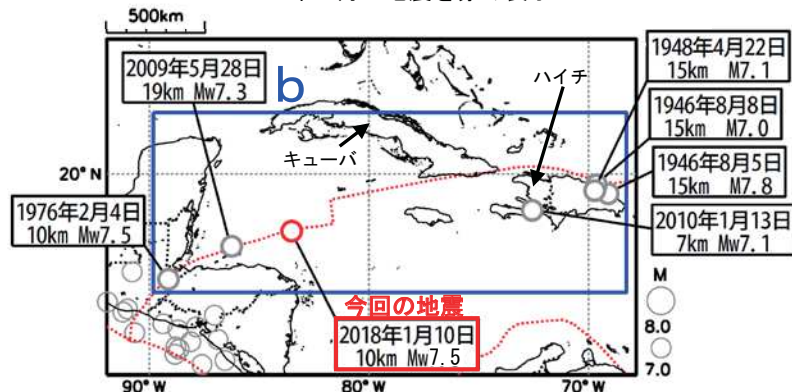 500km
2009年5月28日
19km Mw7.3
b
キューバ
ハイチ
1948年4月22日
15km M7.1
1946年8月8日
15km M7.0
1946年8月5日
15km M7.8
2010年1月13日
7km Mw7.1
20° N
1976年2月4日
10km Mw7.5
今回の地震
2018年1月10日
10km Mw7.5
M
8.0
7.0
90° W
80° W
70° W